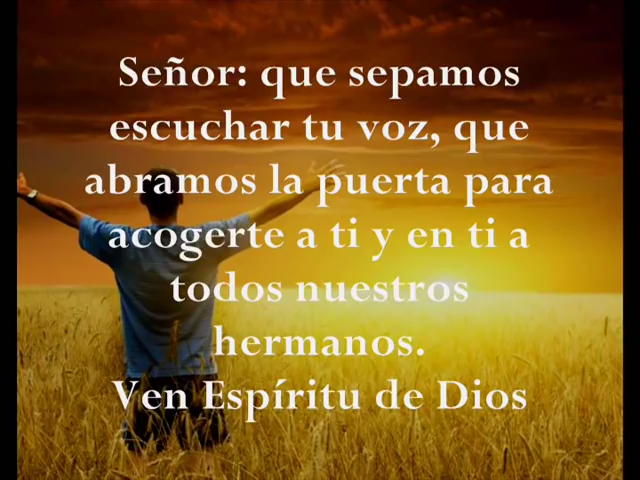 Señor: que sepamos
escuchar tu voz, que
abramos la puerta para
acogerte a ti y en ti a
todos nuestros
hermanos.
Ven Espíritu de Dios